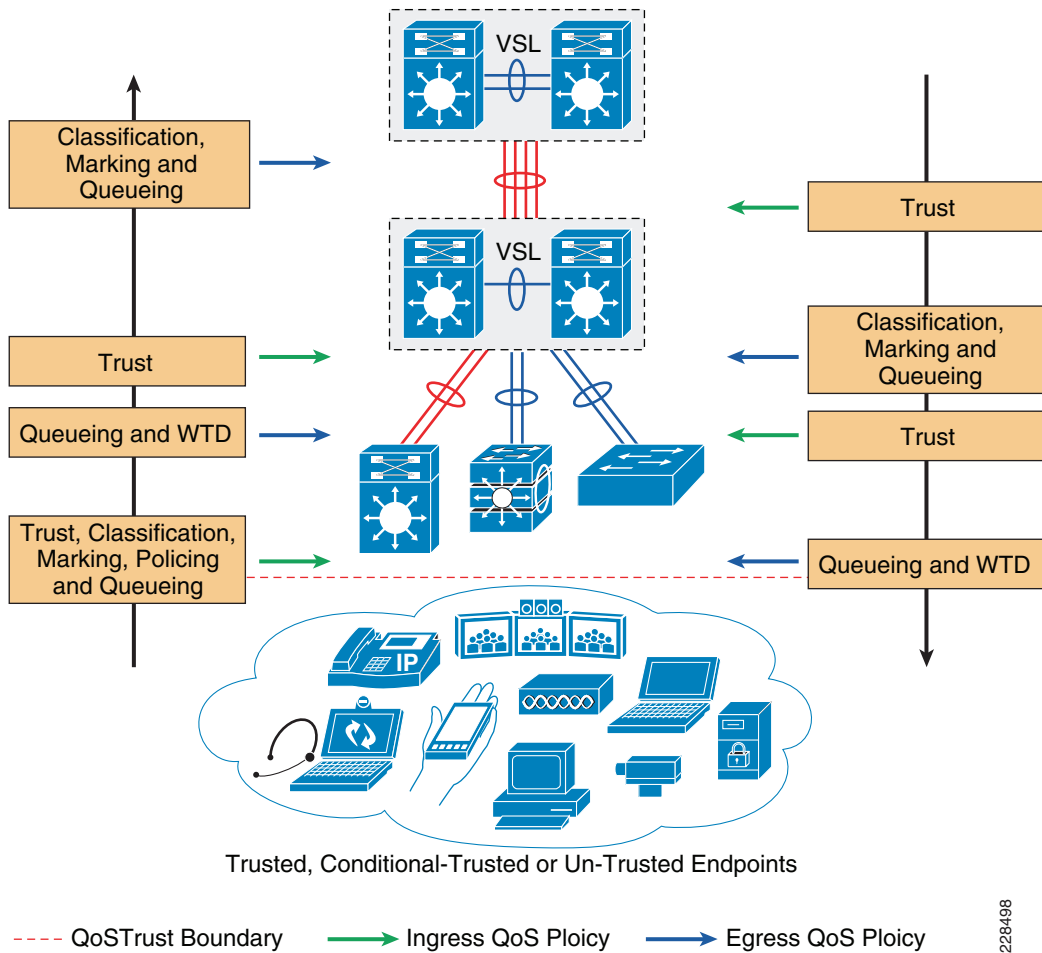 VSL
Classification,
Marking and
Queueing
Trust
VSL
Trust
Classification,
Marking and
Queueing
Queueing and WTD
Trust
Trust, Classification,
Marking, Policing
and Queueing
Queueing and WTD
IP
Trusted, Conditional-Trusted or Un-Trusted Endpoints
QoSTrust Boundary
Ingress QoS Ploicy
Egress QoS Ploicy
228498